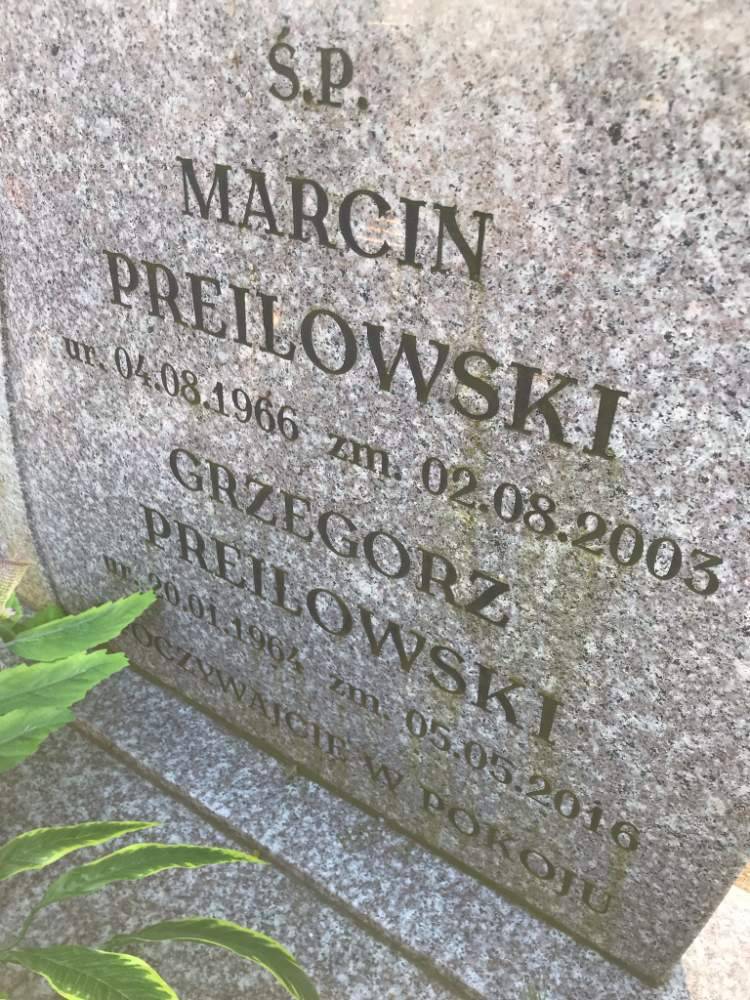 Ś.P.
MARCIN
PREILOWSKI
ur. 04.08.1966 zm. 02.08.2003
GRZEGORZ
PREILOWSKI
ur. 20.01.1964 zm. 05.05.2016
SPOCZYWAJCIE W POKOJU